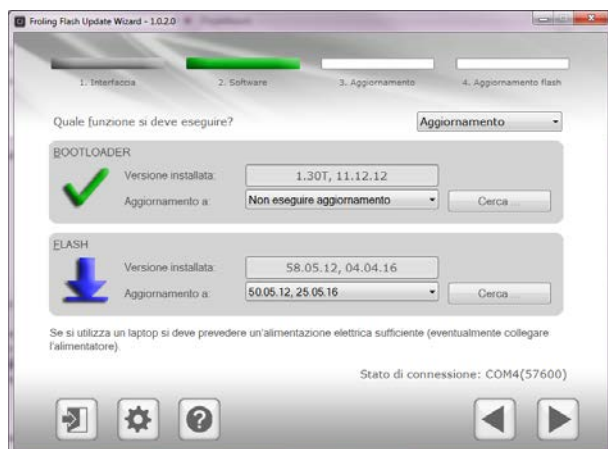 Froling Flash Update Wizard - 1.0.2.0
1. Interfaccia
2. Software
3. Aggiornamento
4. Aggiornamento flash
Quale funzione si deve eseguire?
Aggiornamento
BOOTLOADER
Versione installata:
1.30T, 11.12.12
Aggiornamento a:
Non eseguire aggiornamento
Cerca ...
FLASH
Versione installata:
58.05.12, 04.04.16
Aggiornamento a:
50.05.12, 25.05.16
Cerca ...
Se si utilizza un laptop si deve prevedere un'alimentazione elettrica sufficiente (eventualmente collegare
l'alimentatore).
Stato di connessione: COM4(57600)